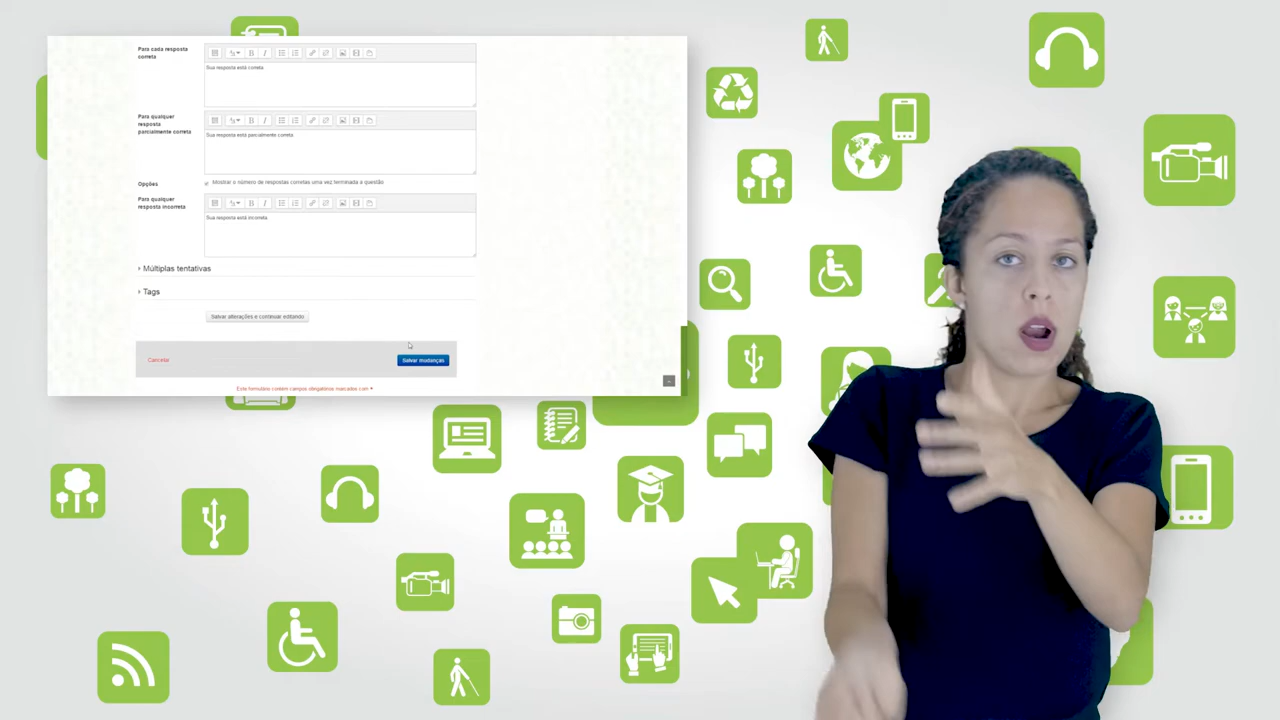 Para cada resposta
correta
Sua resposta está correta
Para qualquer
resposta
parcialmente correta
Sua resposta está parcialmente correta
Opções
Mostrar o número de respostas corretas uma vez terminada a questão
Para qualquer
resposta incorreta
Sua resposta está incorreta
Múltiplas tentativas
Tags
Salvar alterações e continuar editando
Cancelar
Salvar mudanças
Este formulário contém campos obrigatórios marcados com *